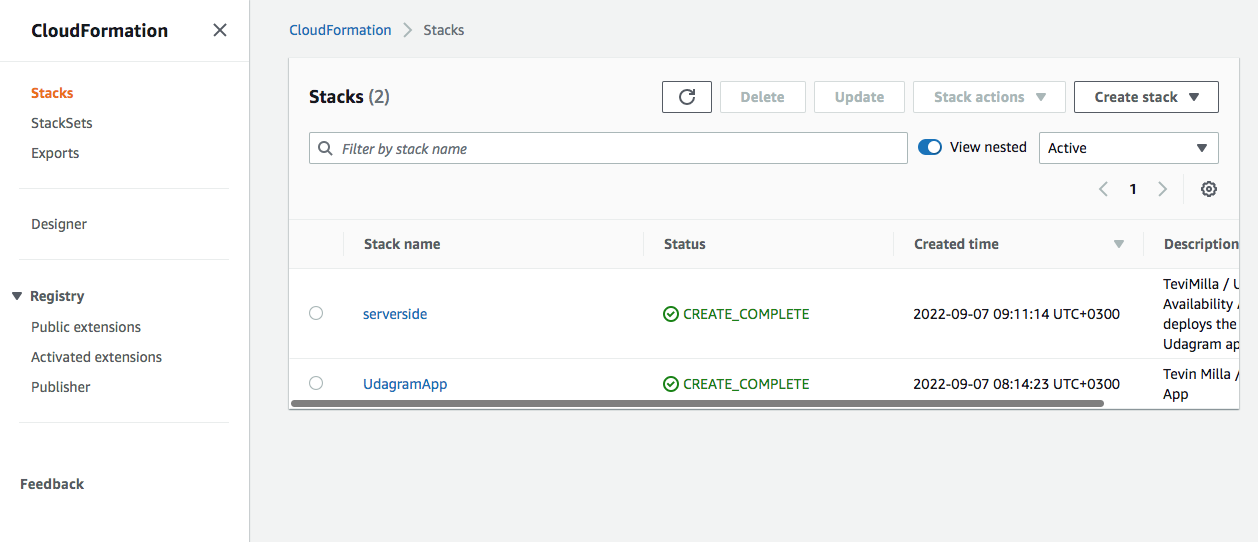 CloudFormation
Stacks
StackSets
Exports
Designer
Registry
Public extensions
Activated extensions
Publisher
Feedback
CloudFormation Stacks
Stacks (2)
Delete Update Stack actions Create stack
Filter by stack name View nested Active
1
Stack name Status Created time Description
serverside CREATE_COMPLETE 2022-09-07 09:11:14 UTC+0300
TeviMilla / U
Availability
deploys the
Udagram ap
UdagramApp CREATE_COMPLETE 2022-09-07 08:14:23 UTC+0300
Tevin Milla /
App